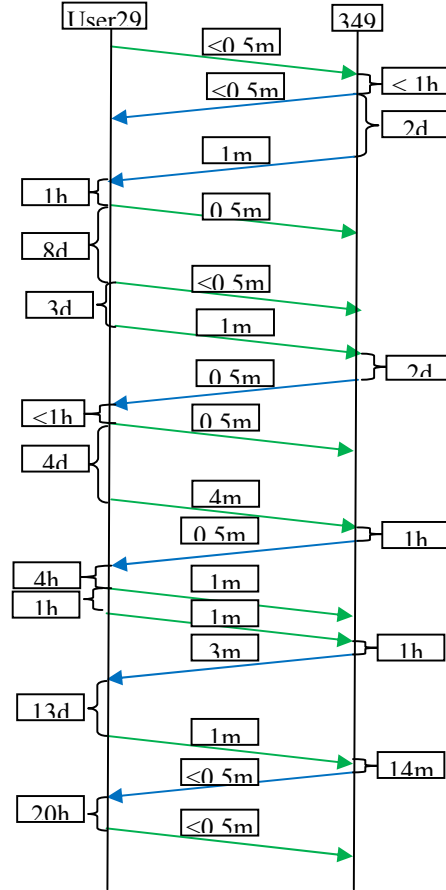 User29 349
<0.5m
<0.5m < 1h
2d
1m
1h
0.5m
8d
<0.5m
3d
1m
0.5m 2d
<1h
0.5m
4d
4m
0.5m 1h
4h
1m
1h
1m
3m 1h
13d
1m
<0.5m 14m
20h
<0.5m